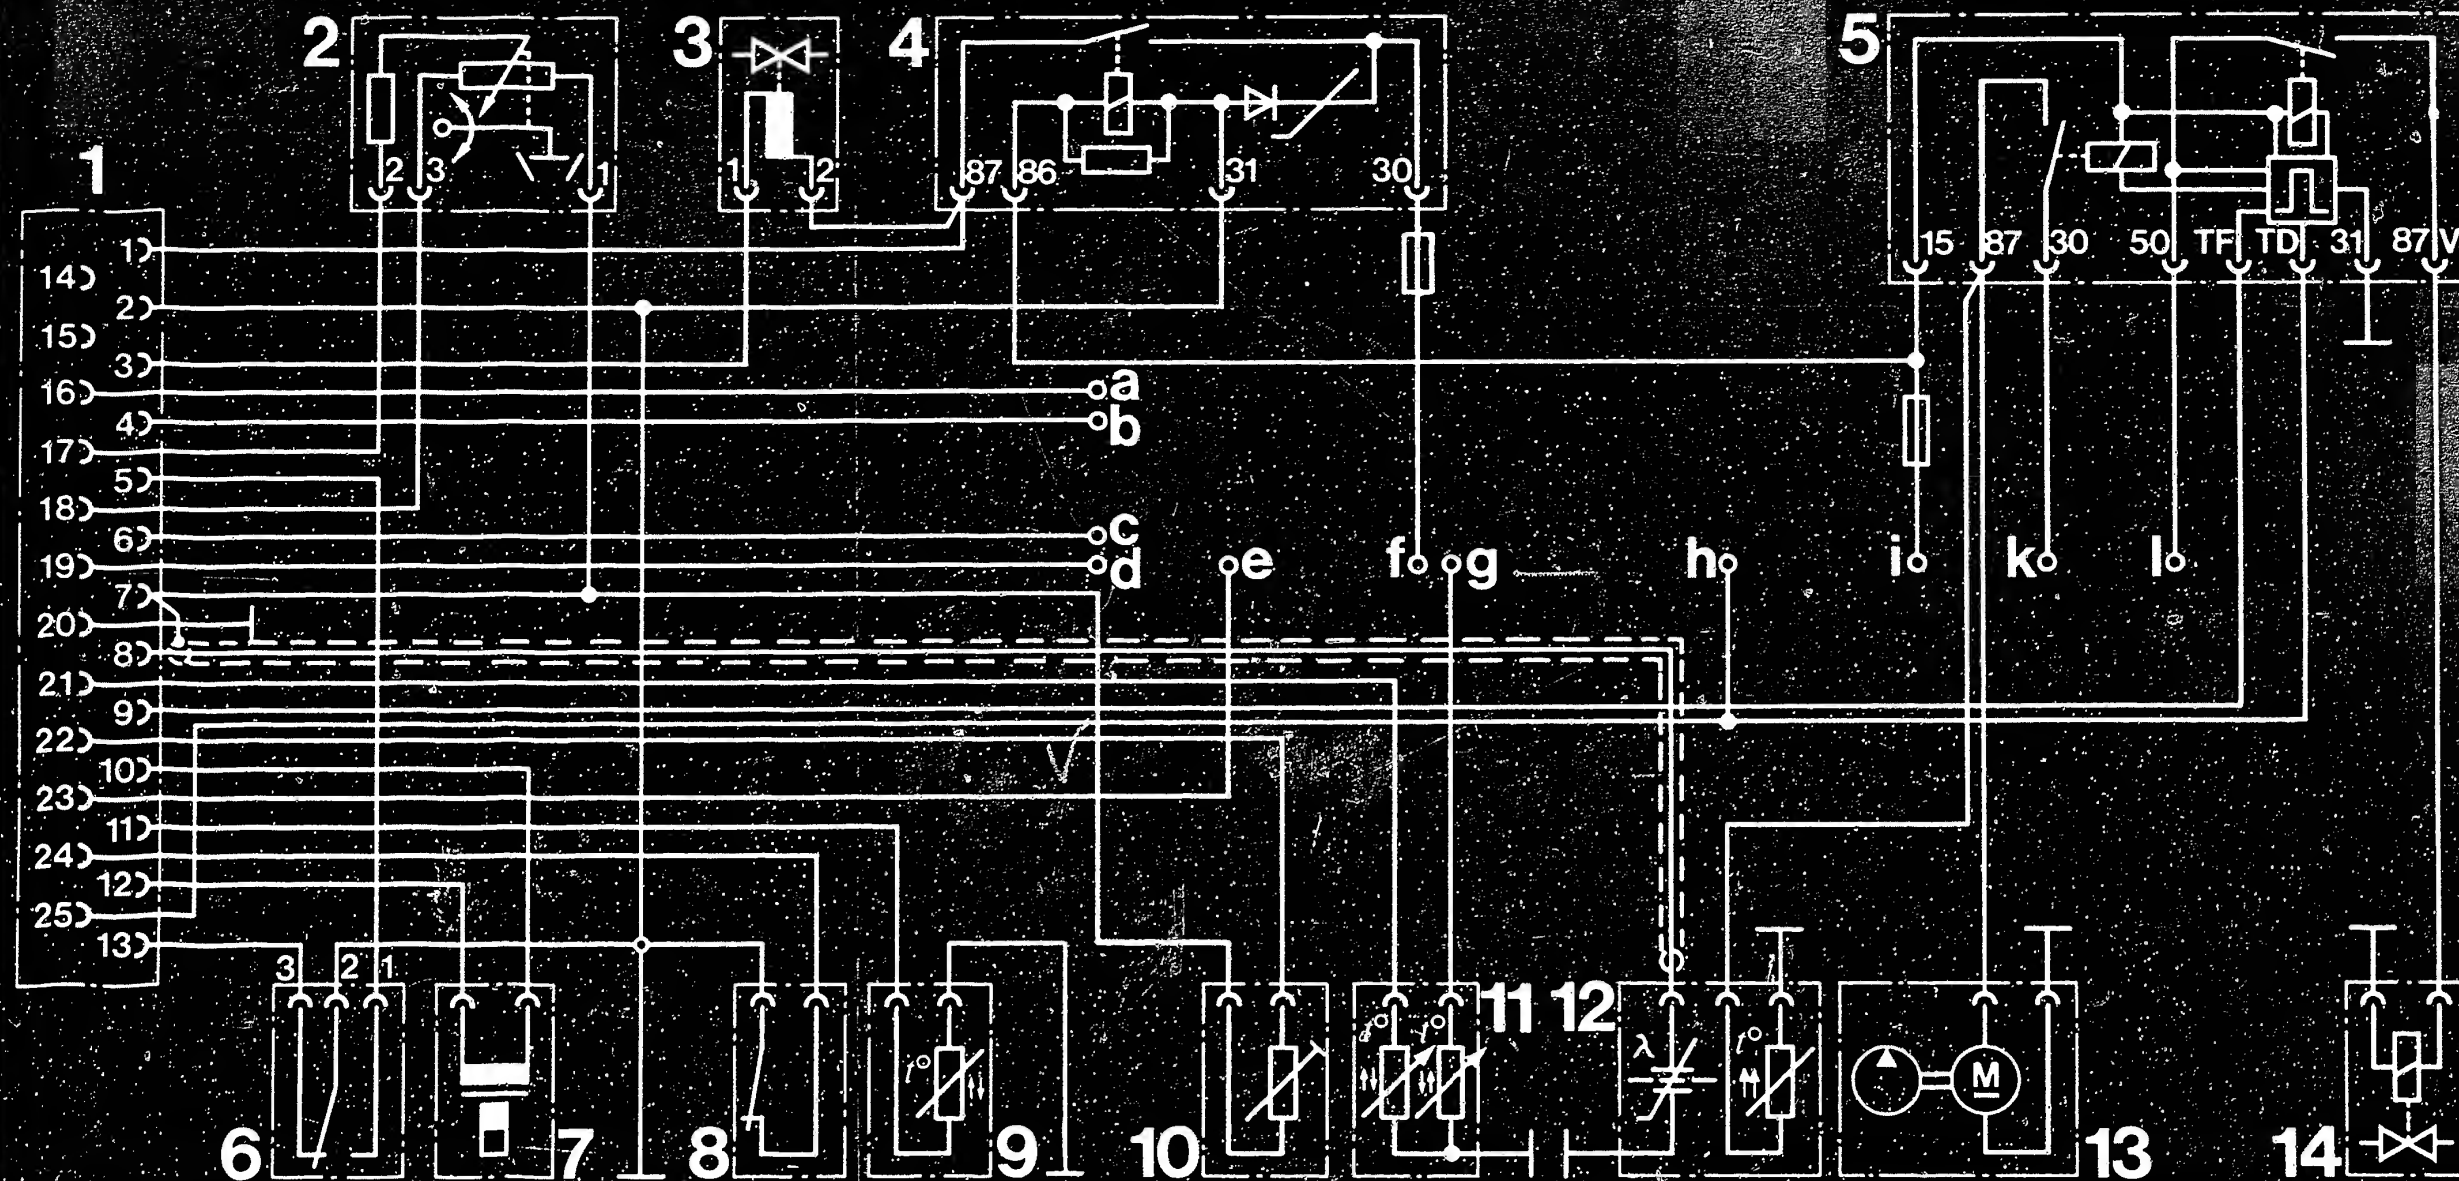 2 3 4 5
1
2 3 1
1 2
87 86 31 30
15 87 30 50 TF TD 31 87V
1
14
2
15
3
16 a
4 b
17
5
18
6 c
19 d e f g h i k l
7
20
8
21
9
22
10
23
11
24
12
25
13
3 2 1
11 12
t° t° t° λ t° M
6 7 8 9 10 13 14